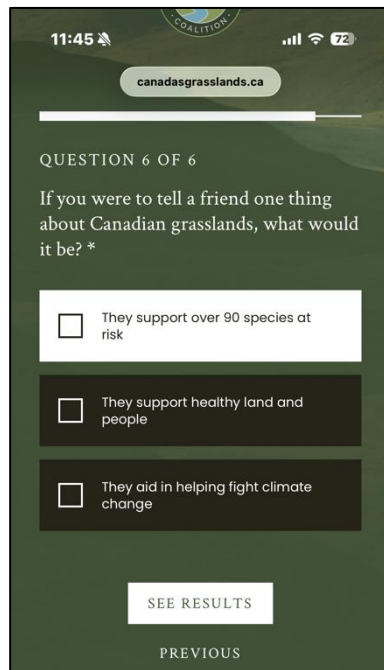 COALITION
11:45
72
canadasgrasslands.ca
QUESTION 6 OF 6
If you were to tell a friend one thing
about Canadian grasslands, what would
it be? *
They support over 90 species at
risk
They support healthy land and
people
They aid in helping fight climate
change
SEE RESULTS
PREVIOUS